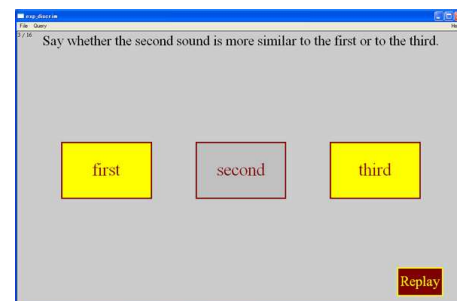 exp_discrim
File Query He
3 / 16
Say whether the second sound is more similar to the first or to the third.
first second third
Replay